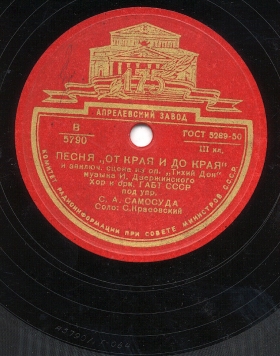 175
АПРЕЛЕВСКИЙ ЗАВОД
В
5790
ГОСТ 5289-50
III кл.
ПЕСНЯ „ОТ КРАЯ И ДО КРАЯ"
и заключ. сцена из оп. „Тихий Дон"
музыка И. Дзержинского
Хор и орк. ГАБТ СССР
под упр.
С. А. САМОСУДА
Соло: С. Красовский
КОМИТЕТ РАДИОИНФОРМАЦИИ ПРИ СОВЕТЕ МИНИСТРОВ СССР